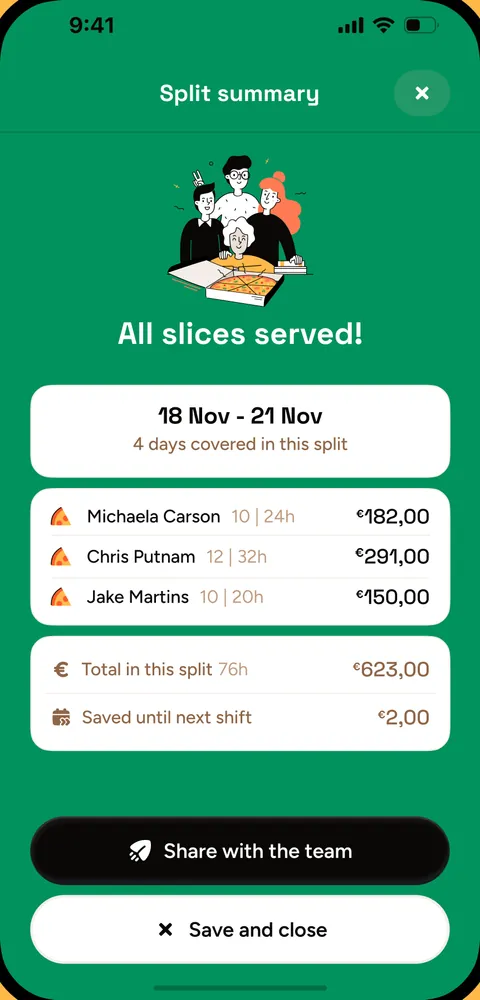 9:41
Split summary
All slices served!
18 Nov - 21 Nov
4 days covered in this split
Michaela Carson 10 | 24h €182,00
Chris Putnam 12 | 32h €291,00
Jake Martins 10 | 20h €150,00
€ Total in this split 76h €623,00
Saved until next shift €2,00
Share with the team
Save and close